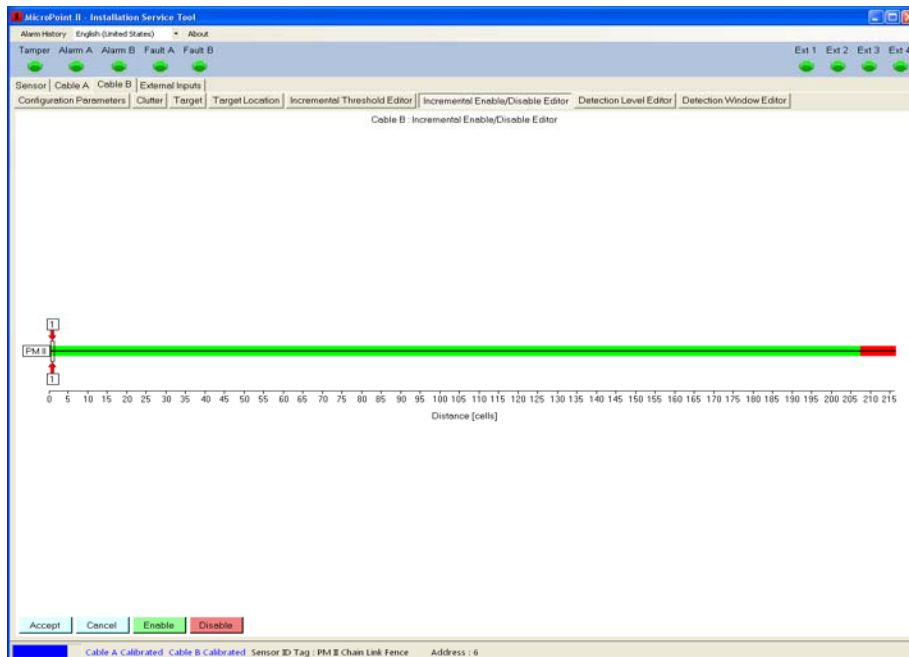 MicroPoint II - Installation Service Tool
Alarm History English (United States) About
Tamper Alarm A Alarm B Fault A Fault B Ext 1 Ext 2 Ext 3 Ext 4
Sensor Cable A Cable B External Inputs
Configuration Parameters Clutter Target Target Location Incremental Threshold Editor Incremental Enable/Disable Editor Detection Level Editor Detection Window Editor
Cable B : Incremental Enable/Disable Editor
1
PM II
1
0 5 10 15 20 25 30 35 40 45 50 55 60 65 70 75 80 85 90 95 100 105 110 115 120 125 130 135 140 145 150 155 160 165 170 175 180 185 190 195 200 205 210 215
Distance [cells]
Accept Cancel Enable Disable
Cable A Calibrated Cable B Calibrated Sensor ID Tag : PM II Chain Link Fence Address : 6